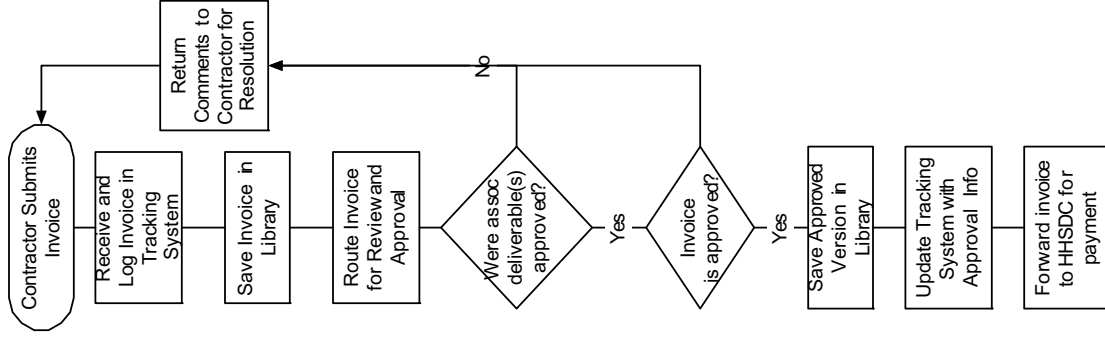 Contractor Submits
Invoice
Receive and
Log Invoice in
Tracking
System
Save Invoice in
Library
Route Invoice
for Reviewand
Approval
Were assoc
deliverable(s)
approved?
No
Return
Comments to
Contractor for
Resolution
Yes
Invoice
is approved?
Yes
Save Approved
Version in
Library
Update Tracking
System with
Approval Info
Forward invoice
to HHSDC for
payment